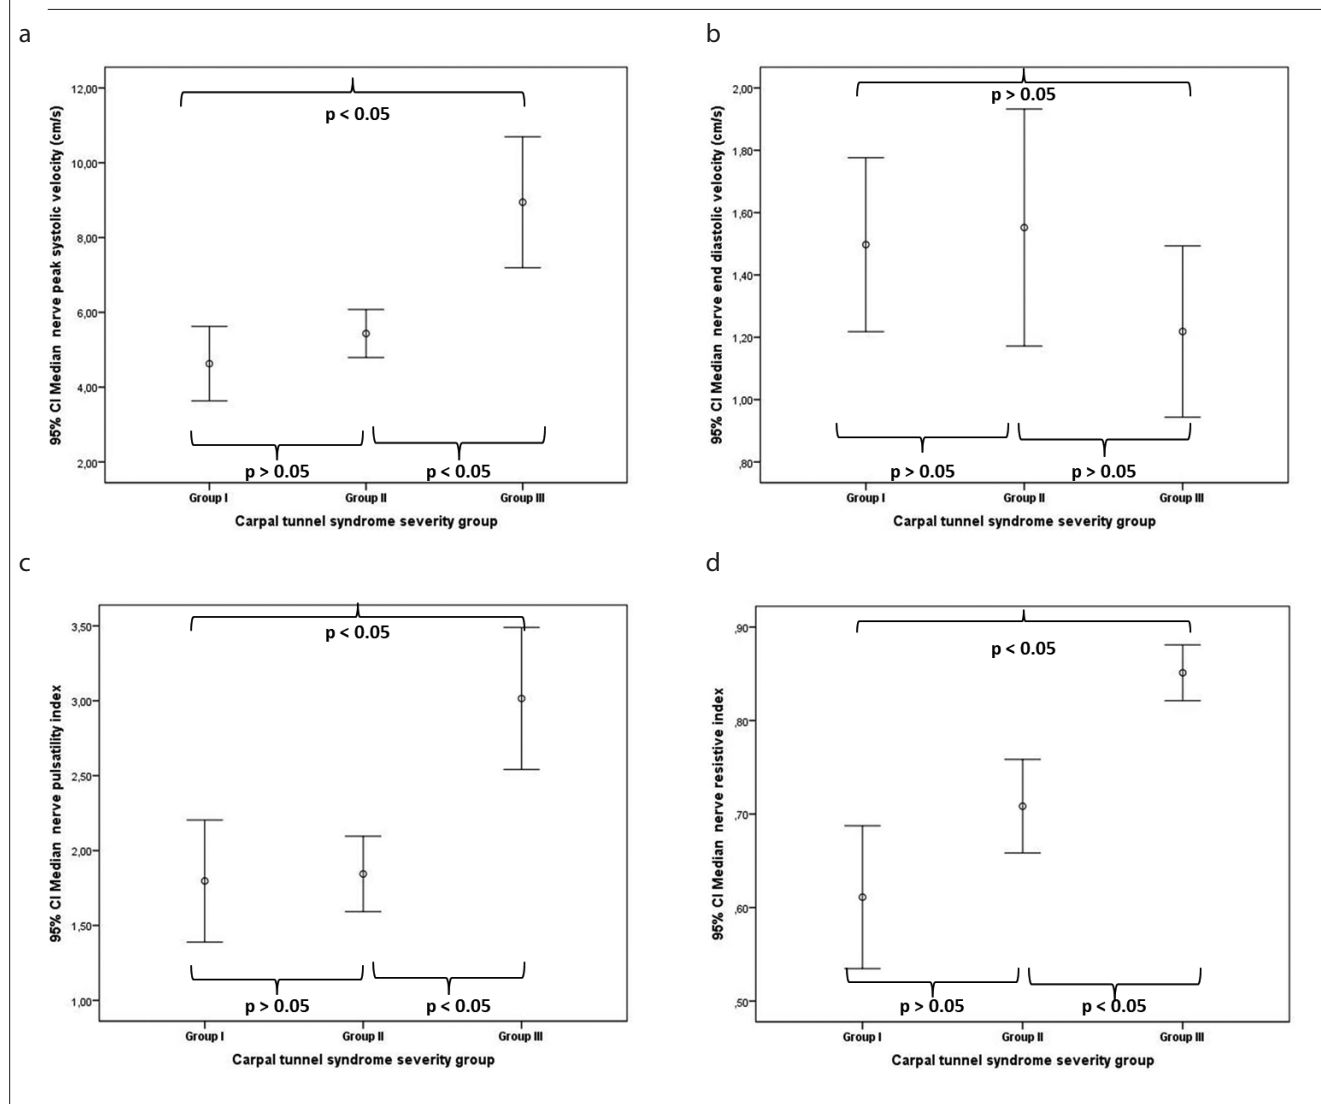 a
95% CI Median nerve peak systolic velocity (cm/s)
12,00
10,00
8,00
6,00
4,00
2,00
p < 0.05
p > 0.05
p < 0.05
Group I
Group II
Group III
Carpal tunnel syndrome severity group
b
95% CI Median nerve end diastolic velocity (cm/s)
2,00
1,80
1,60
1,40
1,20
1,00
,80
p > 0.05
p > 0.05
p > 0.05
Group I
Group II
Group III
Carpal tunnel syndrome severity group
c
95% CI Median nerve pulsatility index
3,50
3,00
2,50
2,00
1,50
1,00
p < 0.05
p > 0.05
p < 0.05
Group I
Group II
Group III
Carpal tunnel syndrome severity group
d
95% CI Median nerve resistive index
,90
,80
,70
,60
,50
p < 0.05
p > 0.05
p < 0.05
Group I
Group II
Group III
Carpal tunnel syndrome severity group